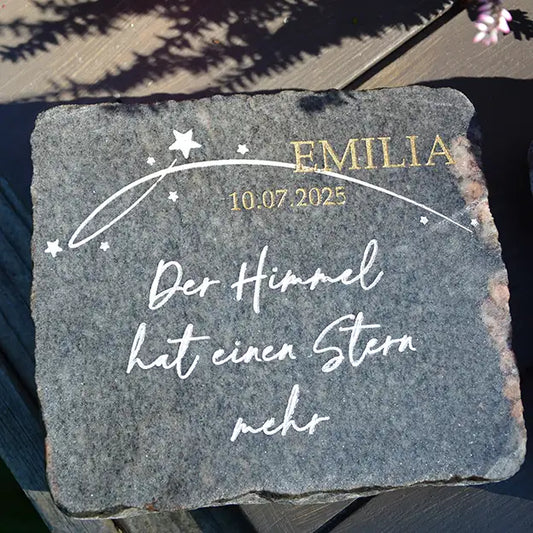 EMILIA
10.07.2025
Der Himmel
hat einen Stern
mehr